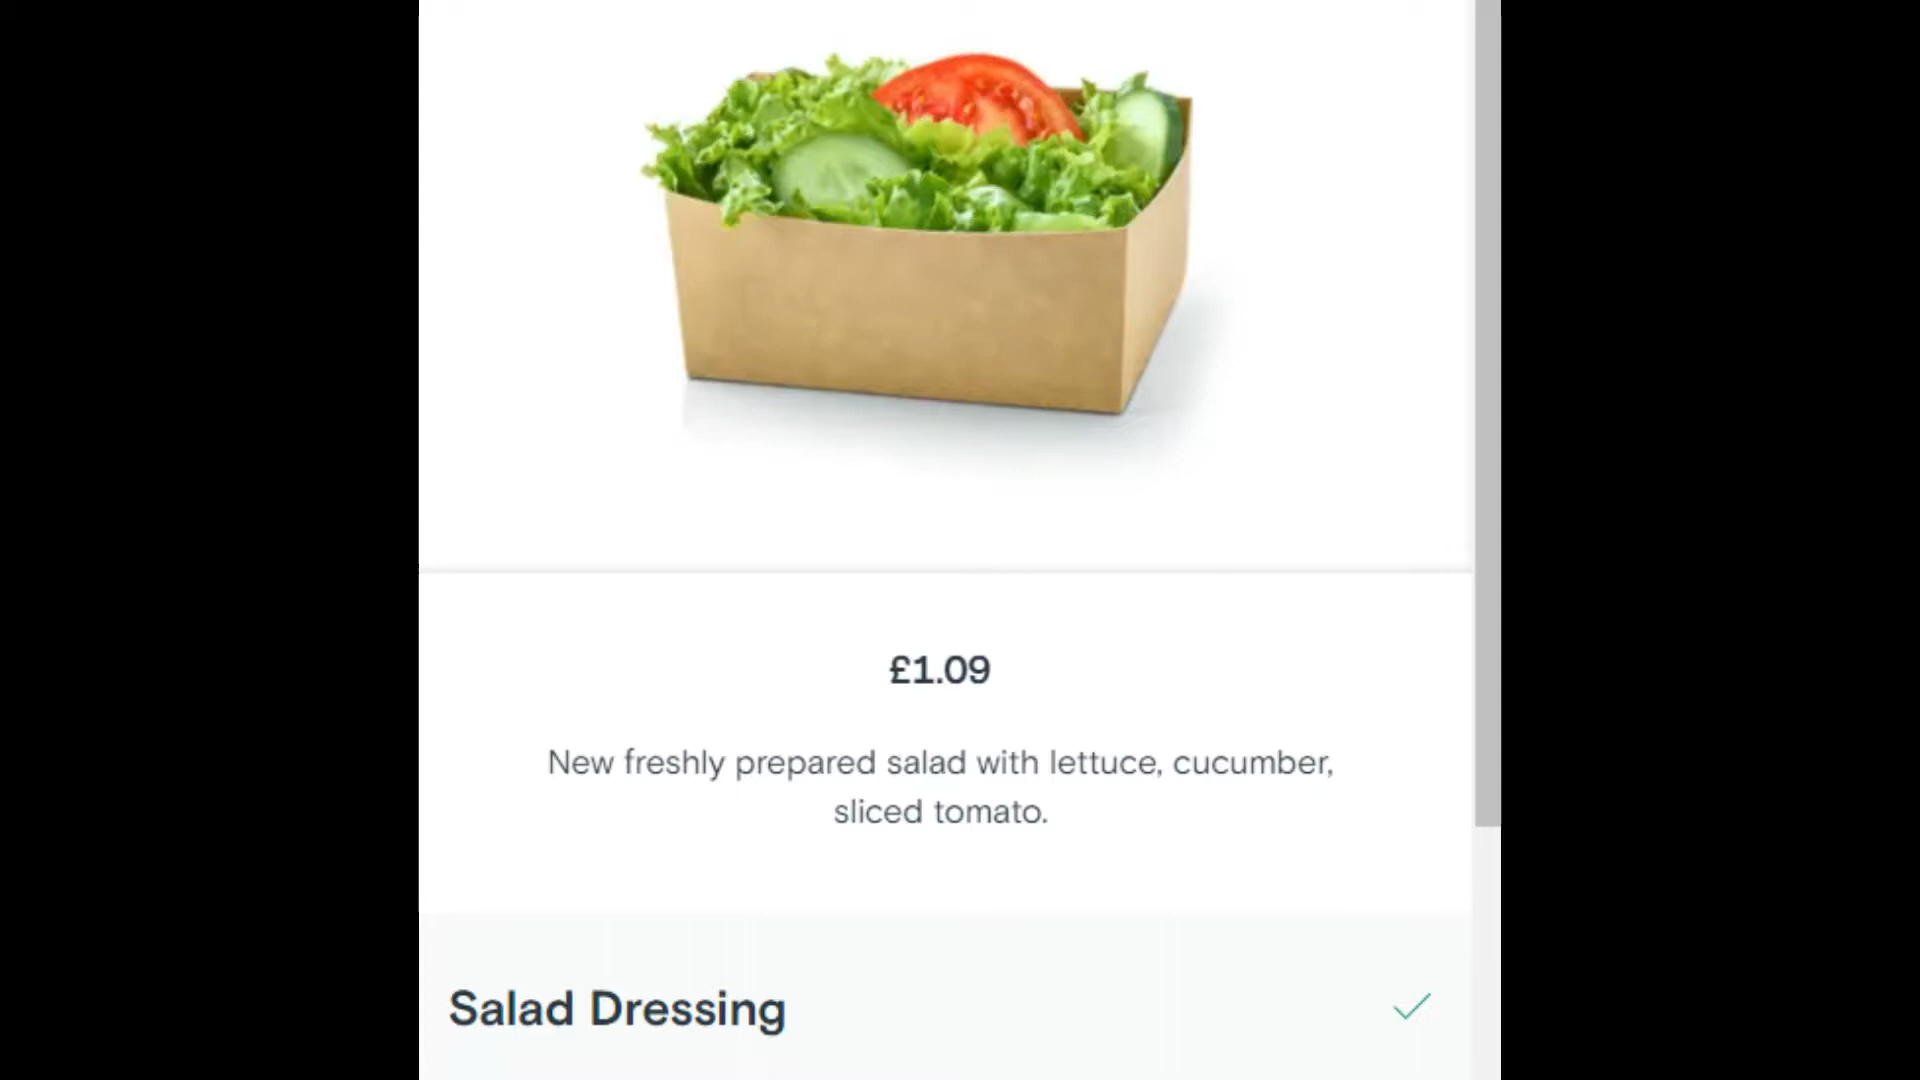 £1.09
New freshly prepared salad with lettuce, cucumber,
sliced tomato.
Salad Dressing